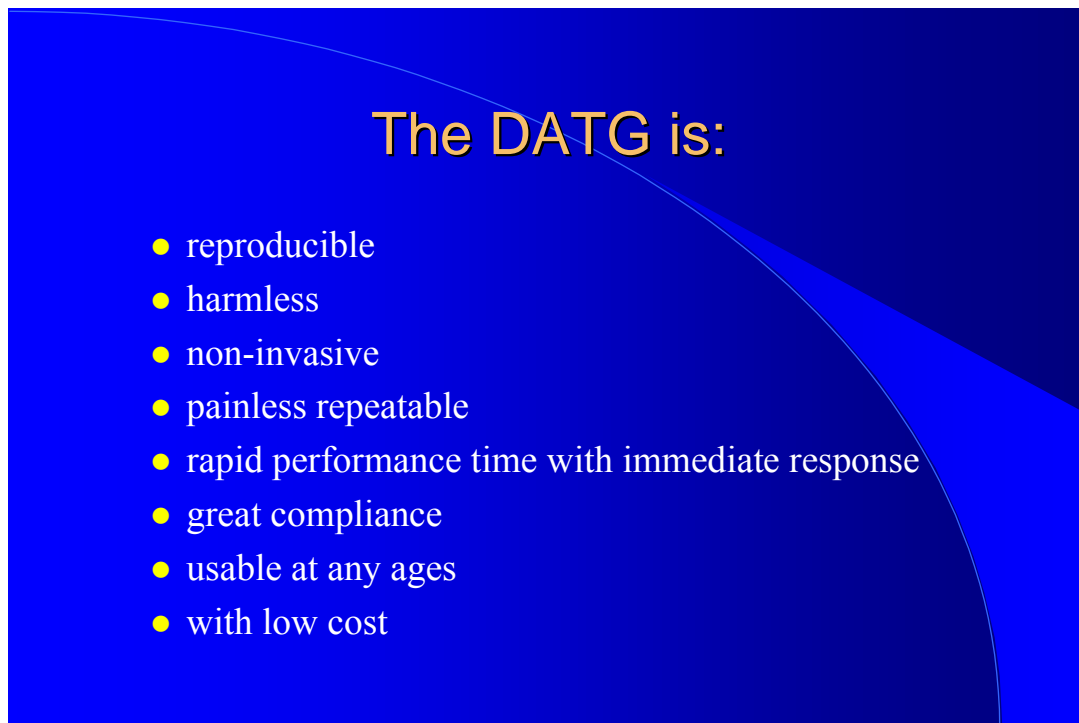 The DATG is:
reproducible
harmless
non-invasive
painless repeatable
rapid performance time with immediate response
great compliance
usable at any ages
with low cost